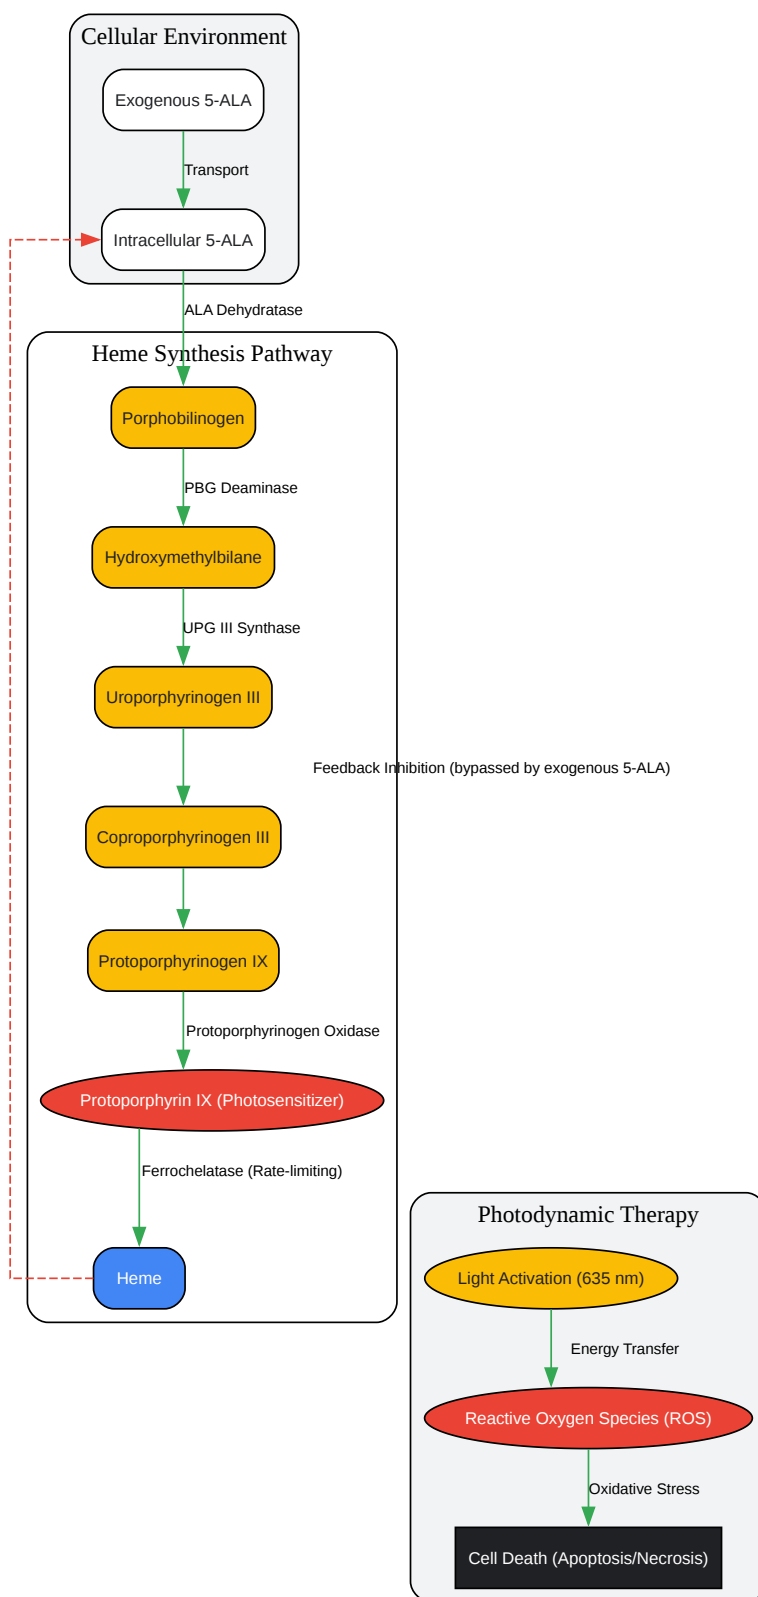 Cellular Environment
Exogenous 5-ALA
Transport
Intracellular 5-ALA
ALA Dehydratase
Heme Synthesis Pathway
Porphobilinogen
PBG Deaminase
Hydroxymethylbilane
UPG III Synthase
Uroporphyrinogen III
Feedback Inhibition (bypassed by exogenous 5-ALA)
Coproporphyrinogen III
Protoporphyrinogen IX
Protoporphyrinogen Oxidase
Protoporphyrin IX (Photosensitizer)
Ferrochelatase (Rate-limiting)
Heme
Photodynamic Therapy
Light Activation (635 nm)
Energy Transfer
Reactive Oxygen Species (ROS)
Oxidative Stress
Cell Death (Apoptosis/Necrosis)